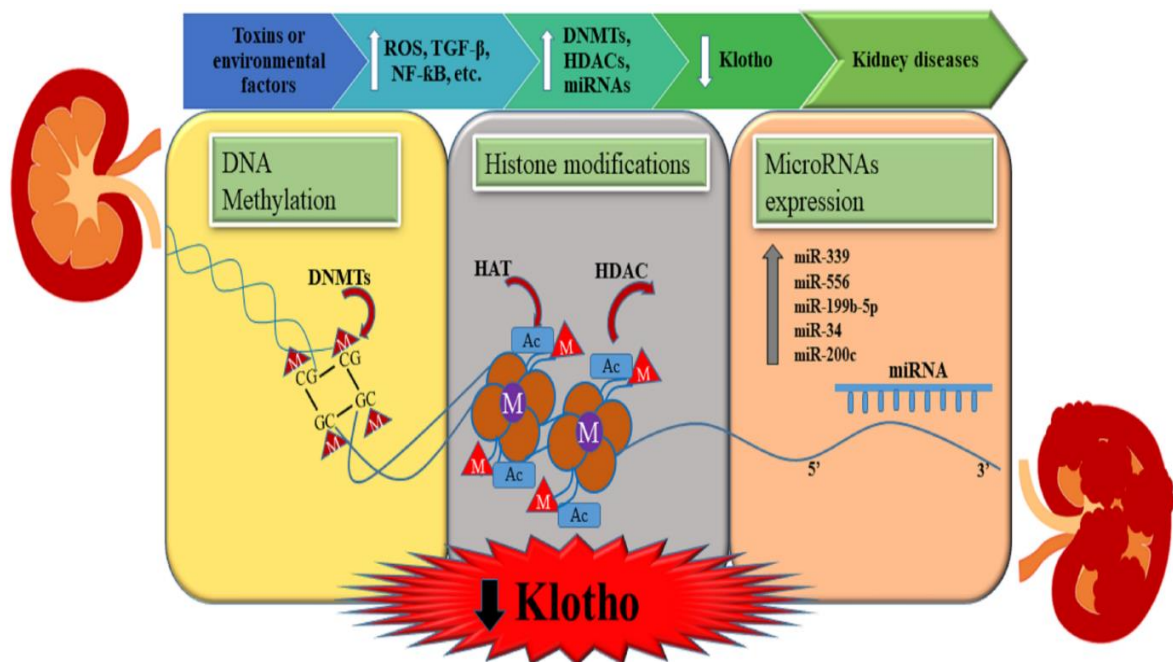 Toxins or
environmental
factors
ROS, TGF-β,
NF-ƙB, etc.
DNMTs,
HDACs,
miRNAs
Klotho
Kidney diseases
DNA
Methylation
Histone modifications
MicroRNAs
expression
DNMTs
M
M
CG
CG
GC
GC
M
M
HAT
HDAC
Ac
M
Ac
M
M
M
M
Ac
M
Ac
miR-339
miR-556
miR-199b-5p
miR-34
miR-200c
miRNA
5’
3’
Klotho